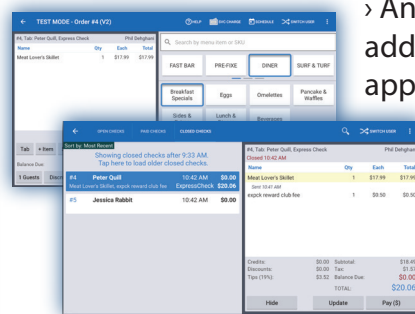 TEST MODE - Order #4 (V2)
HELP
SVC CHARGE
SCHEDULE
SWITCH USER
› An
add
app
#4, Tab: Peter Quill, Express Check
Phil Dehghan
Name Qty Each Total
Meat Lover's Skillet 1 $17.99 $17.99
Search by menu item or SKU
FAST BAR
PRE-FIXE
DINER
SURF & TURF
Breakfast Specials
Eggs
Omelettes
Pancake & Waffles
Sides &
Lunch &
Beverages
Tab
+ Item
Balance Due
1 Guests
OPEN CHECKS
PAID CHECKS
CLOSED CHECKS
SWITCH USER
Sort by: Most Recent
Showing closed checks after 9:33 AM.
Tap here to load older closed checks.
#4 Peter Quill 10:42 AM $0.00
Meat Lover's Skillet, expck reward club fee ExpressCheck $20.06
#5 Jessica Rabbit 10:42 AM $0.00
#4, Tab: Peter Quill, Express Check
Phil Dehghan
Closed 10:42 AM
Name Qty Each Total
Meat Lover's Skillet 1 $17.99 $17.99
Sent 10:41 AM
expck reward club fee 1 $0.50 $0.50
Credits: $0.00 Subtotal: $18.49
Discounts: $0.00 Tax: $1.57
Tips (19%): $3.52 Balance Due: $0.00
TOTAL: $20.06
Hide
Update
Pay ($)